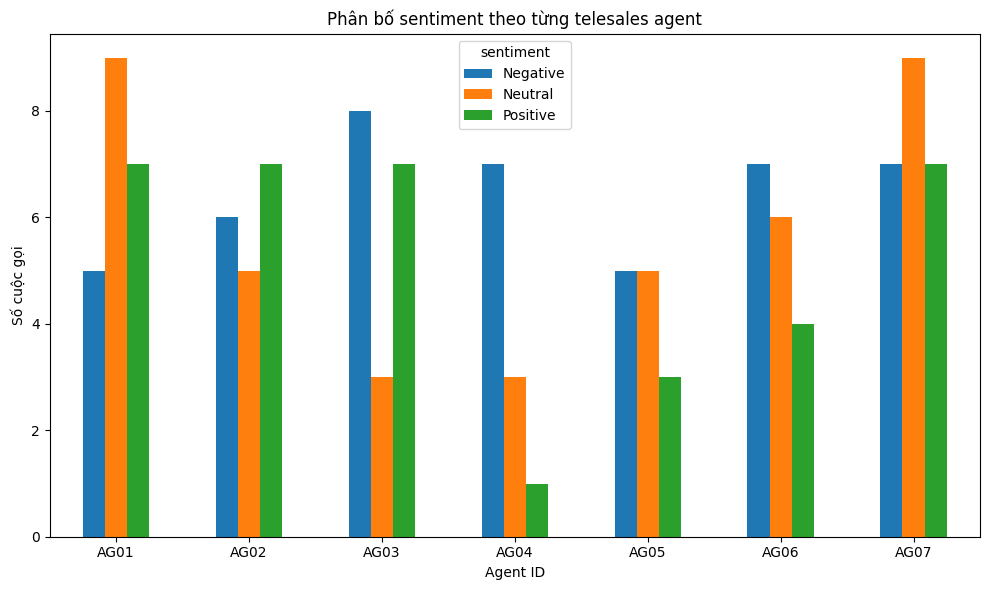 Phân bố sentiment theo từng telesales agent
sentiment
Negative
Neutral
Positive
Số cuộc gọi
8
6
4
2
0
AG01 AG02 AG03 AG04 AG05 AG06 AG07
Agent ID